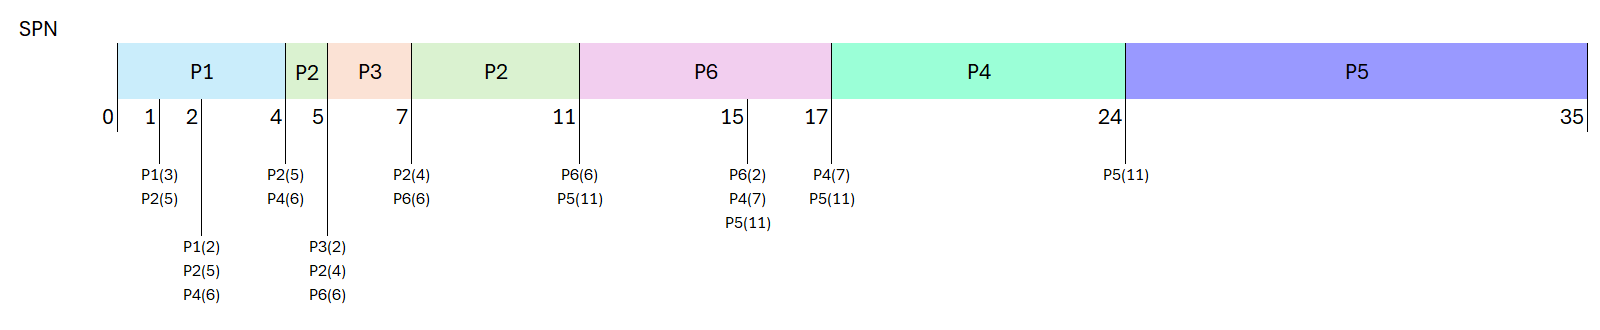 SPN
P1 P2 P3 P2 P6 P4 P5
0 1 2 4 5 7 11 15 17 24 35
P1(3) P2(5) P2(4) P6(6) P6(2) P4(7) P5(11)
P2(5) P4(6) P6(6) P5(11) P4(7) P5(11)
P5(11)
P1(2) P3(2)
P2(5) P2(4)
P4(6) P6(6)